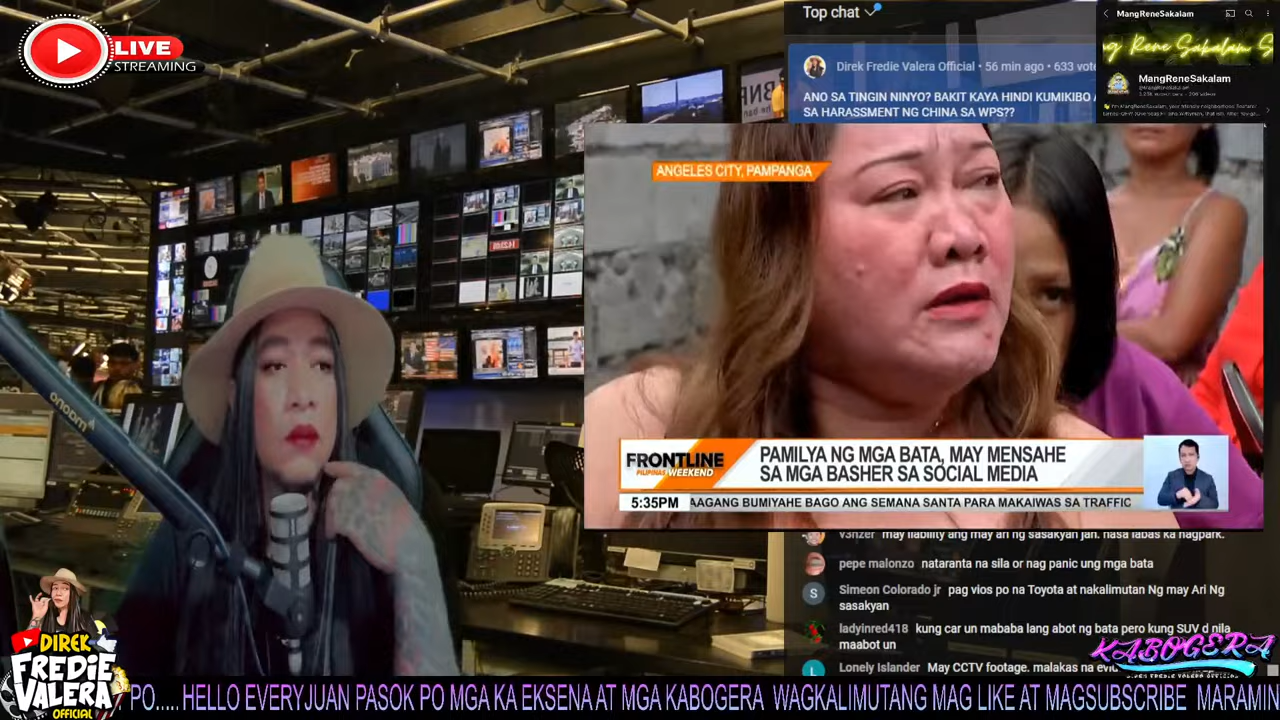 LIVE
STREAMING
Top chat
Direk Fredie Valera Official • 56 min ago • 633 vote
ANO SA TINGIN NINYO? BAKIT KAYA HINDI KUMIKIBO
SA HARASSMENT NG CHINA SA WPS??
MangReneSakalam
ng Rene Sakalam S
MangReneSakalam
ANGELES CITY, PAMPANGA
maono
FRONTLINE
PILIPINAS WEEKEND
PAMILYA NG MGA BATA, MAY MENSAHE
SA MGA BASHER SA SOCIAL MEDIA
5:35PM
AAGANG BUMIYAHE BAGO ANG SEMANA SANTA PARA MAKAIWAS SA TRAFFIC
v3nzer may liability ang may ari ng sasakyan jan. nasa labas ka nagpark.
pepe malonzo nataranta na sila or nag panic ung mga bata
S
Simeon Colorado jr pag vios po na Toyota at nakalimutan Ng may Ari Ng
sasakyan
ladyinred418 kung car un mababa lang abot ng bata pero kung SUV d nila
maabot un
L
Lonely Islander May CCTV footage. malakas na evid
KABOGERA
DIREK
FREDIE
VALERA
OFFICIAL
PO..... HELLO EVERYJUAN PASOK PO MGA KA EKSENA AT MGA KABOGERA WAGKALIMUTANG MAG LIKE AT MAGSUBSCRIBE MARAMIN